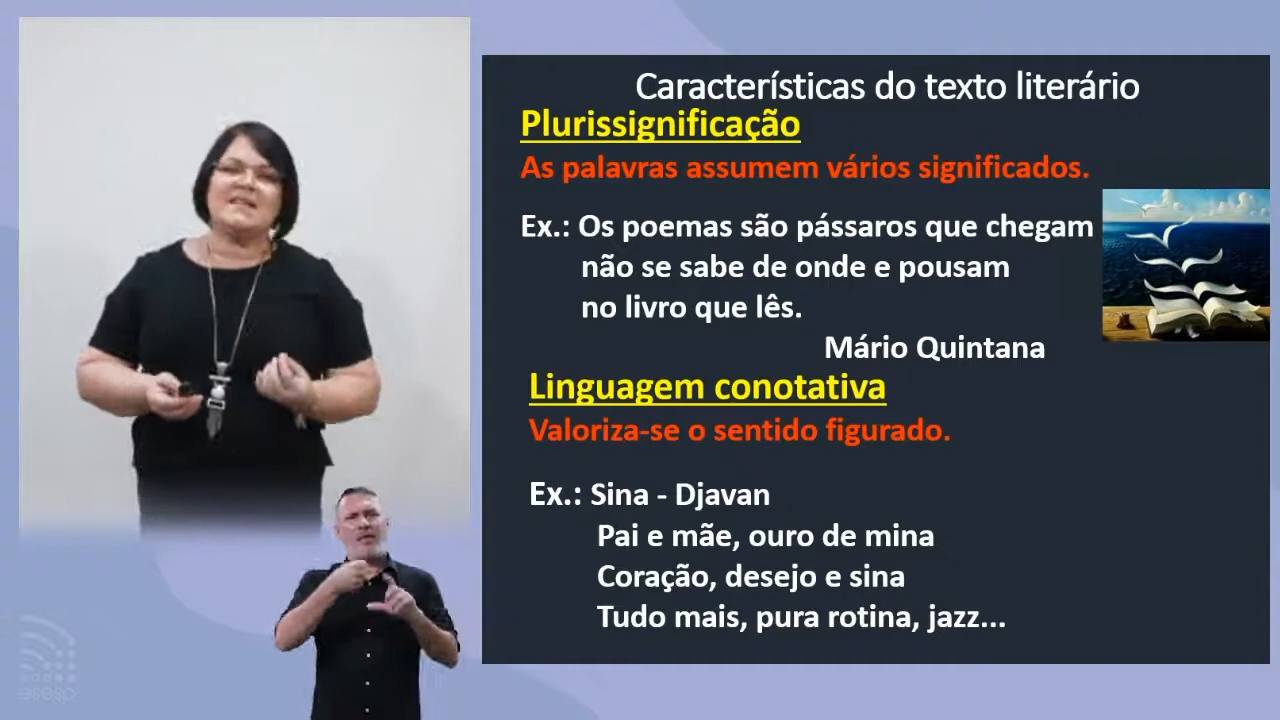 Características do texto literário
Plurissignificação
As palavras assumem vários significados.
Ex.: Os poemas são pássaros que chegam
não se sabe de onde e pousam
no livro que lês.
Mário Quintana
Linguagem conotativa
Valoriza-se o sentido figurado.
Ex.: Sina - Djavan
Pai e mãe, ouro de mina
Coração, desejo e sina
Tudo mais, pura rotina, jazz...
esesp